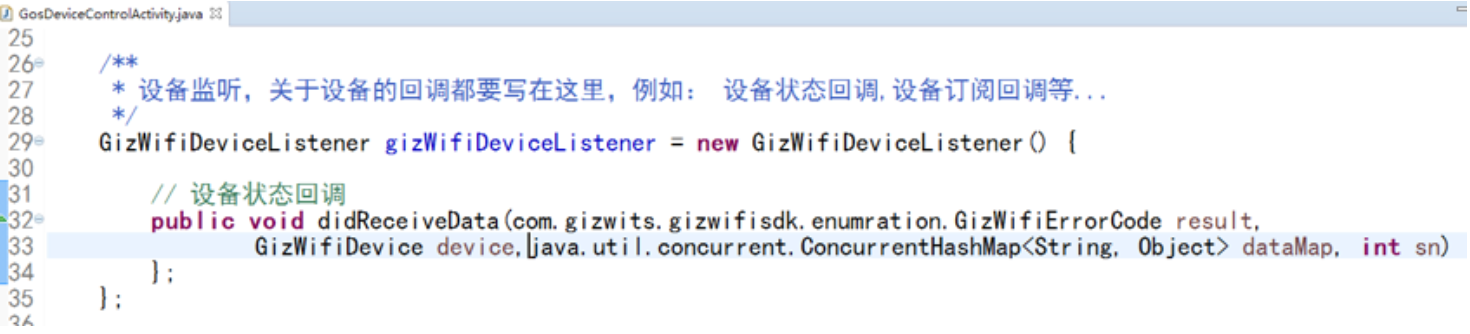 GosDeviceControlActivity.java
25
26 /**
27 * 设备监听，关于设备的回调都要写在这里，例如： 设备状态回调,设备订阅回调等...
28 */
29 GizWifiDeviceListener gizWifiDeviceListener = new GizWifiDeviceListener() {
30
31 // 设备状态回调
32 public void didReceiveData(com.gizwits.gizwifisdk.enumration.GizWifiErrorCode result,
33 GizWifiDevice device,java.util.concurrent.ConcurrentHashMap<String, Object> dataMap, int sn)
34 };
35 };
36